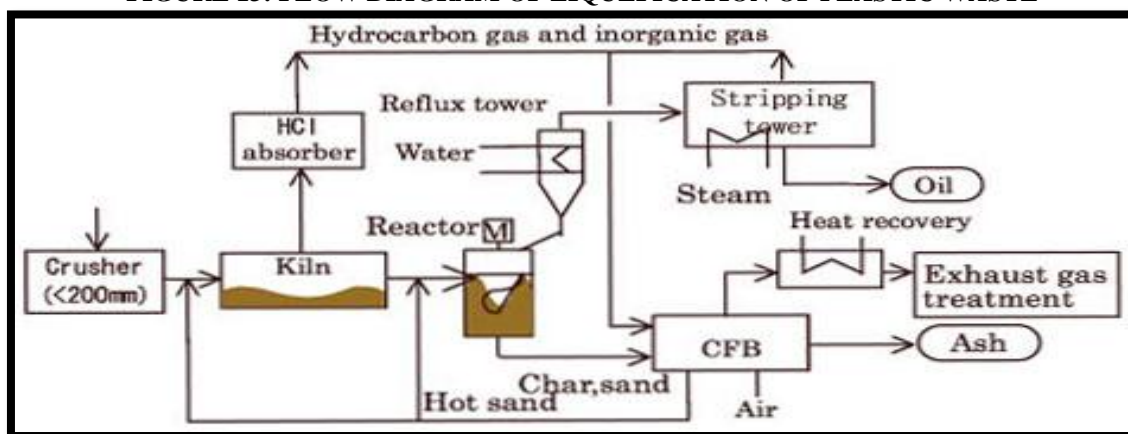 Hydrocarbon gas and inorganic gas
Reflux tower
Stripping
tower
HCl
absorber
Water
Steam
Oil
Reactor
M
Heat recovery
Crusher
(<200mm)
Kiln
Exhaust gas
treatment
CFB
Ash
Char,sand
Hot sand
Air